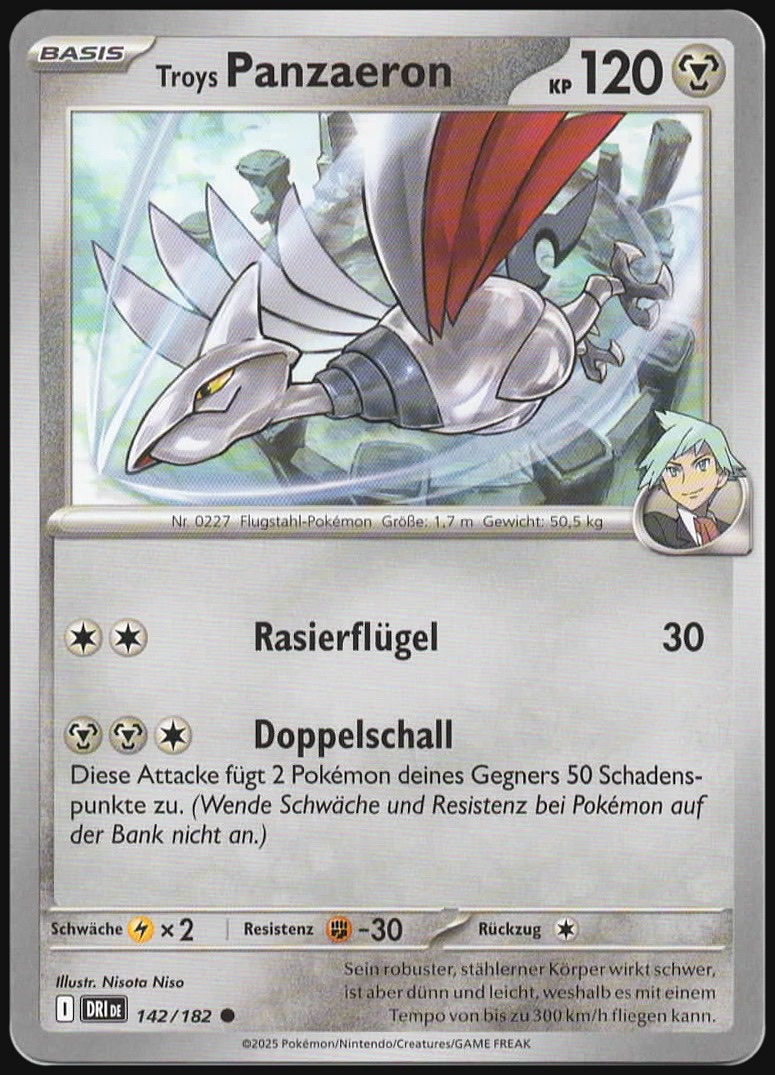 BASIS
Troys Panzaeron KP 120
Nr. 0227 Flugstahl-Pokémon Größe: 1,7 m Gewicht: 50,5 kg
Rasierflügel 30
Doppelschall
Diese Attacke fügt 2 Pokémon deines Gegners 50 Schadens-
punkte zu. (Wende Schwäche und Resistenz bei Pokémon auf
der Bank nicht an.)
Schwäche ×2 Resistenz -30 Rückzug
Illustr. Nisota Niso
I DRI DE 142/182
Sein robuster, stählerner Körper wirkt schwer,
ist aber dünn und leicht, weshalb es mit einem
Tempo von bis zu 300 km/h fliegen kann.
©2025 Pokémon/Nintendo/Creatures/GAME FREAK